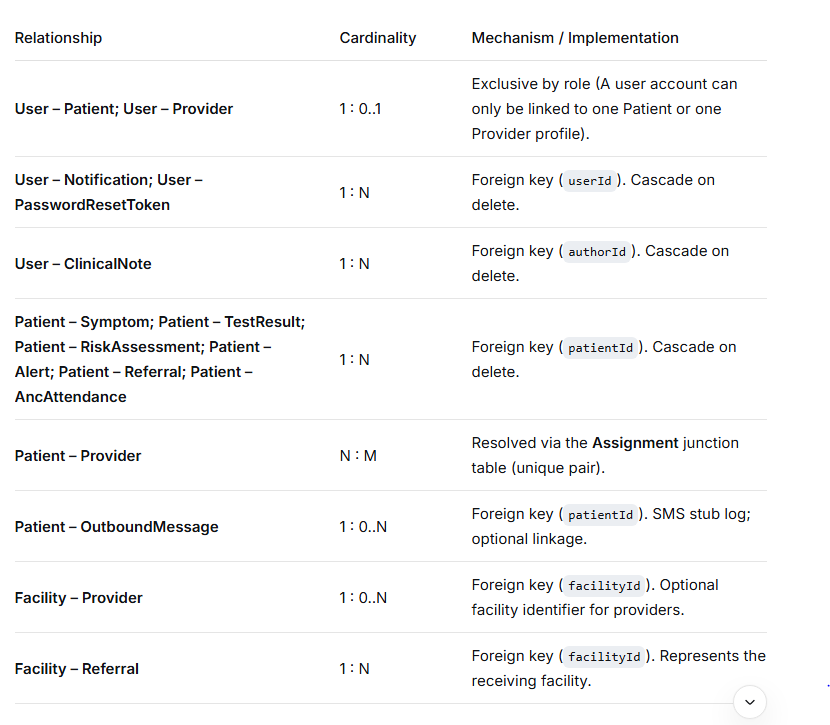 Relationship
Cardinality
Mechanism / Implementation
User – Patient; User – Provider
1 : 0..1
Exclusive by role (A user account can
only be linked to one Patient or one
Provider profile).
User – Notification; User –
PasswordResetToken
1 : N
Foreign key ( userId ). Cascade on
delete.
User – ClinicalNote
1 : N
Foreign key ( authorId ). Cascade on
delete.
Patient – Symptom; Patient – TestResult;
Patient – RiskAssessment; Patient –
Alert; Patient – Referral; Patient –
AncAttendance
1 : N
Foreign key ( patientId ). Cascade on
delete.
Patient – Provider
N : M
Resolved via the Assignment junction
table (unique pair).
Patient – OutboundMessage
1 : 0..N
Foreign key ( patientId ). SMS stub log;
optional linkage.
Facility – Provider
1 : 0..N
Foreign key ( facilityId ). Optional
facility identifier for providers.
Facility – Referral
1 : N
Foreign key ( facilityId ). Represents the
receiving facility.